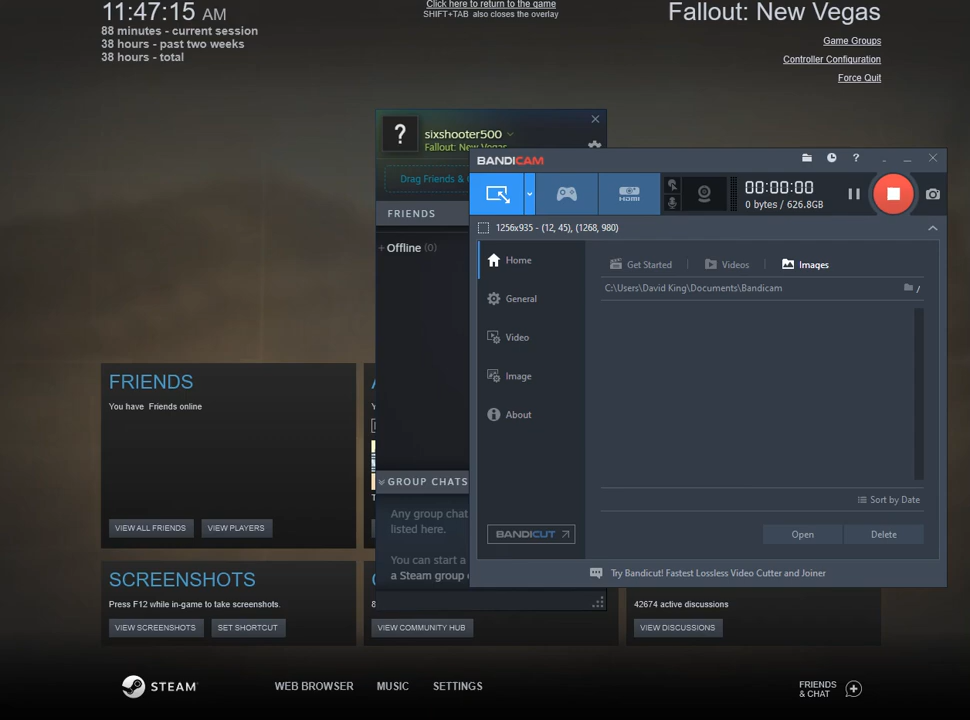 11:47:15 AM
88 minutes - current session
38 hours - past two weeks
38 hours - total
Click here to return to the game
SHIFT+TAB also closes the overlay
Fallout: New Vegas
Game Groups
Controller Configuration
Force Quit
?
sixshooter500
Fallout: New Vegas
Drag Friends &
FRIENDS
Offline (0)
GROUP CHATS
Any group chat
listed here.
You can start a
a Steam group
BANDICAM
HDMI
00:00:00
0 bytes / 626.8GB
1256x935 - (12, 45), (1268, 980)
Home
General
Video
Image
About
BANDICUT
Get Started
Videos
Images
C:\Users\David King\Documents\Bandicam
Sort by Date
Open
Delete
Try Bandicut! Fastest Lossless Video Cutter and Joiner
FRIENDS
You have Friends online
VIEW ALL FRIENDS
VIEW PLAYERS
SCREENSHOTS
Press F12 while in-game to take screenshots.
VIEW SCREENSHOTS
SET SHORTCUT
VIEW COMMUNITY HUB
42674 active discussions
VIEW DISCUSSIONS
STEAM
WEB BROWSER
MUSIC
SETTINGS
FRIENDS
& CHAT